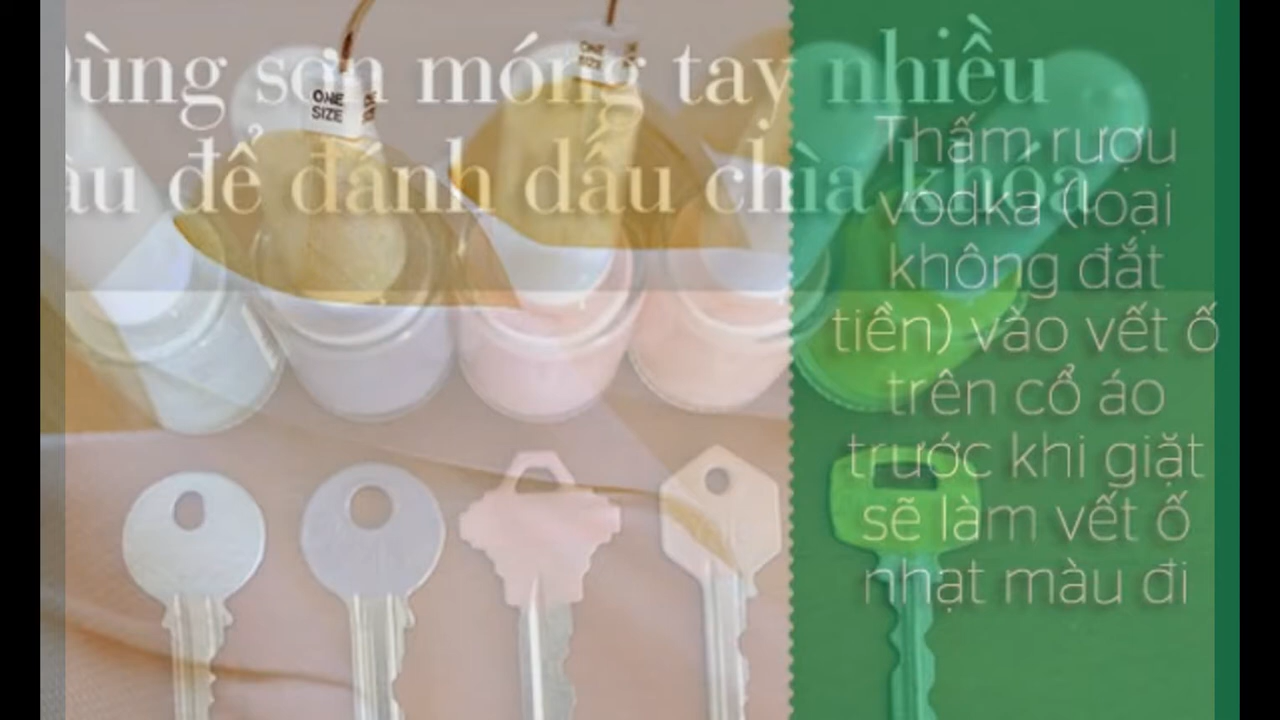 ùng sơn móng tay nhiều
àu để đánh dấu chìa khóa
ONE
SIZE
ONE
SIZE
Thấm rượu
vodka (loại
không đắt
tiền) vào vết ố
trên cổ áo
trước khi giặt
sẽ làm vết ố
nhạt màu đi